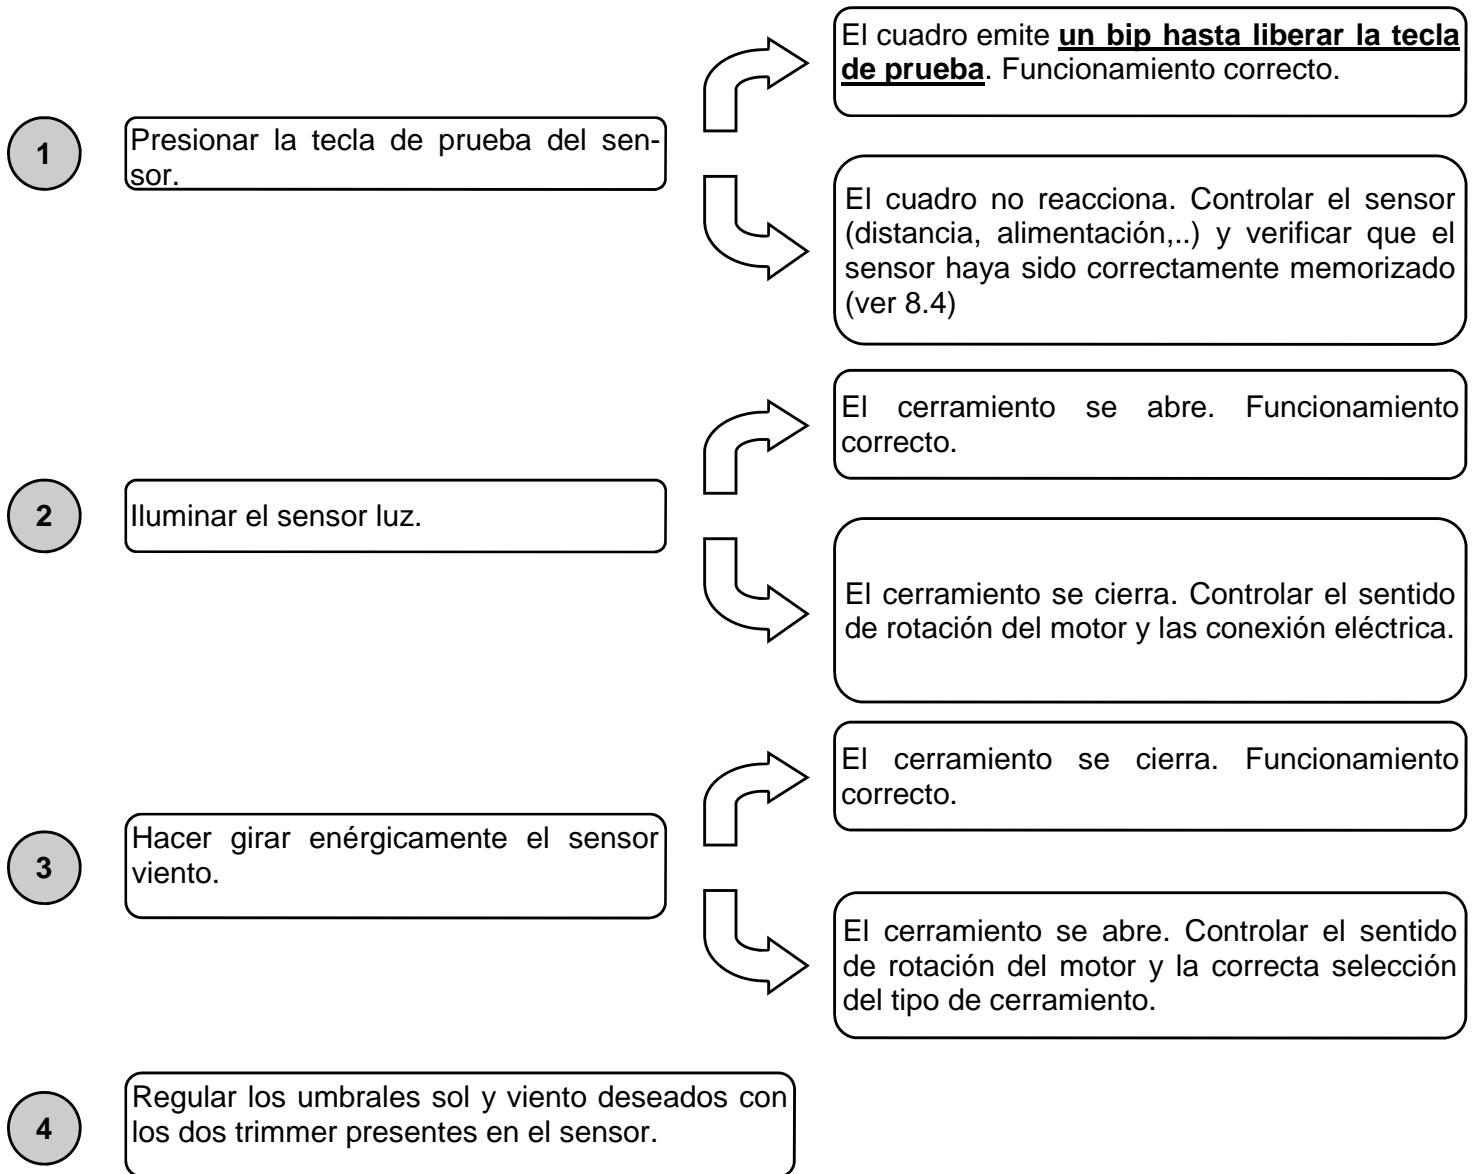 1
Presionar la tecla de prueba del sen-
sor.
El cuadro emite un bip hasta liberar la tecla
de prueba. Funcionamiento correcto.
El cuadro no reacciona. Controlar el sensor
(distancia, alimentación,..) y verificar que el
sensor haya sido correctamente memorizado
(ver 8.4)
2
Iluminar el sensor luz.
El cerramiento se abre. Funcionamiento
correcto.
El cerramiento se cierra. Controlar el sentido
de rotación del motor y las conexión eléctrica.
3
Hacer girar enérgicamente el sensor
viento.
El cerramiento se cierra. Funcionamiento
correcto.
El cerramiento se abre. Controlar el sentido
de rotación del motor y la correcta selección
del tipo de cerramiento.
4
Regular los umbrales sol y viento deseados con
los dos trimmer presentes en el sensor.